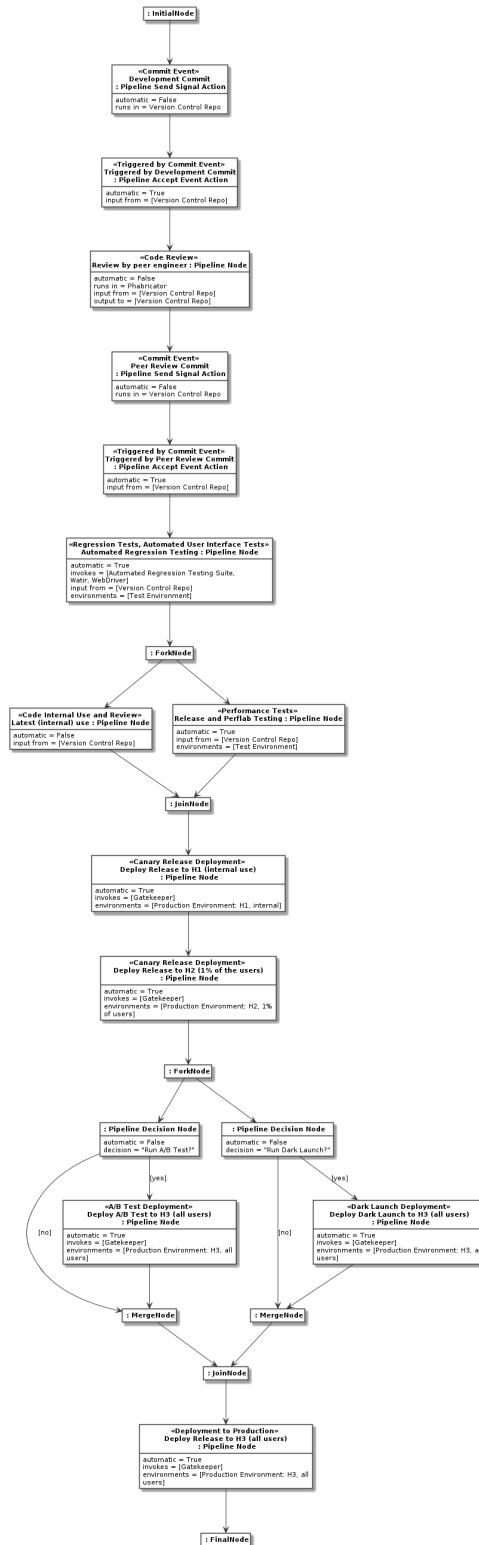 : InitialNode
«Commit Event»
Development Commit
: Pipeline Send Signal Action
automatic = False
runs in = Version Control Repo
«Triggered by Commit Event»
Triggered by Development Commit
: Pipeline Accept Event Action
automatic = True
input from = [Version Control Repo]
«Code Review»
Review by peer engineer : Pipeline Node
automatic = False
runs in = Phabricator
input from = [Version Control Repo]
output to = [Version Control Repo]
«Commit Event»
Peer Review Commit
: Pipeline Send Signal Action
automatic = False
runs in = Version Control Repo
«Triggered by Commit Event»
Triggered by Peer Review Commit
: Pipeline Accept Event Action
automatic = True
input from = [Version Control Repo]
«Regression Tests, Automated User Interface Tests»
Automated Regression Testing : Pipeline Node
automatic = True
invokes = [Automated Regression Testing Suite,
Watir, WebDriver]
input from = [Version Control Repo]
environments = [Test Environment]
: ForkNode
«Code Internal Use and Review»
Latest (internal) use : Pipeline Node
automatic = False
input from = [Version Control Repo]
«Performance Tests»
Release and Perflab Testing : Pipeline Node
automatic = True
input from = [Version Control Repo]
environments = [Test Environment]
: JoinNode
«Canary Release Deployment»
Deploy Release to H1 (internal use)
: Pipeline Node
automatic = True
invokes = [Gatekeeper]
environments = [Production Environment: H1, internal]
«Canary Release Deployment»
Deploy Release to H2 (1% of the users)
: Pipeline Node
automatic = True
invokes = [Gatekeeper]
environments = [Production Environment: H2, 1%
of users]
: ForkNode
: Pipeline Decision Node
automatic = False
decision = "Run A/B Test?"
: Pipeline Decision Node
automatic = False
decision = "Run Dark Launch?"
[yes]
[yes]
«A/B Test Deployment»
Deploy A/B Test to H3 (all users)
: Pipeline Node
automatic = True
invokes = [Gatekeeper]
environments = [Production Environment: H3, all
users]
«Dark Launch Deployment»
Deploy Dark Launch to H3 (all users)
: Pipeline Node
automatic = True
invokes = [Gatekeeper]
environments = [Production Environment: H3, a
users]
[no]
[no]
: MergeNode
: MergeNode
: JoinNode
«Deployment to Production»
Deploy Release to H3 (all users)
: Pipeline Node
automatic = True
invokes = [Gatekeeper]
environments = [Production Environment: H3, all
users]
: FinalNode